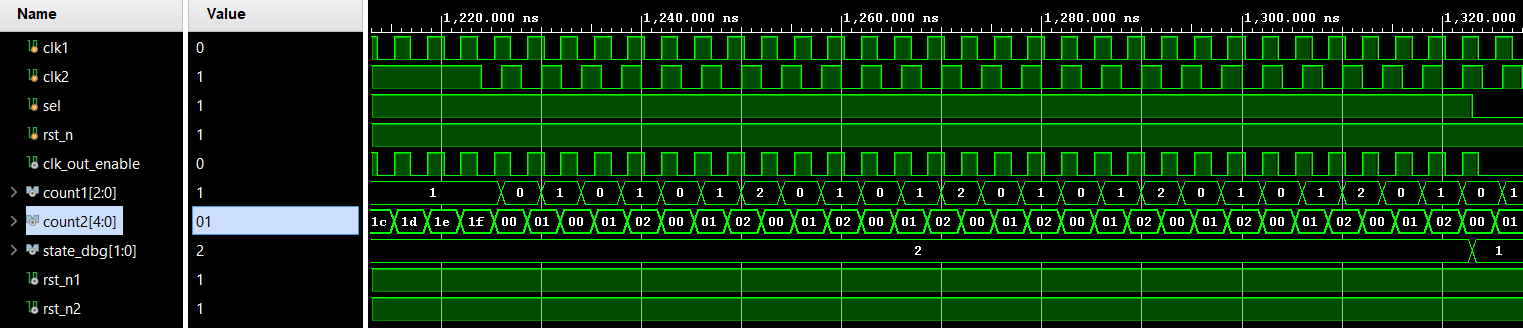 Name Value 1,220.000 ns 1,240.000 ns 1,260.000 ns 1,280.000 ns 1,300.000 ns 1,320.000
clk1 0
clk2 1
sel 1
rst_n 1
clk_out_enable 0
count1[2:0] 1 1 0 1 0 1 0 1 2 0 1 0 1 2 0 1 0 1 2 0 1 0 1 2 0 1 0 1
count2[4:0] 01 1c 1d 1e 1f 00 01 00 01 02 00 01 02 00 01 02 00 01 02 00 01 02 00 01 02 00 01 02 00 01 02 00 01 02 00 01
state_dbg[1:0] 2 2 1
rst_n1 1
rst_n2 1